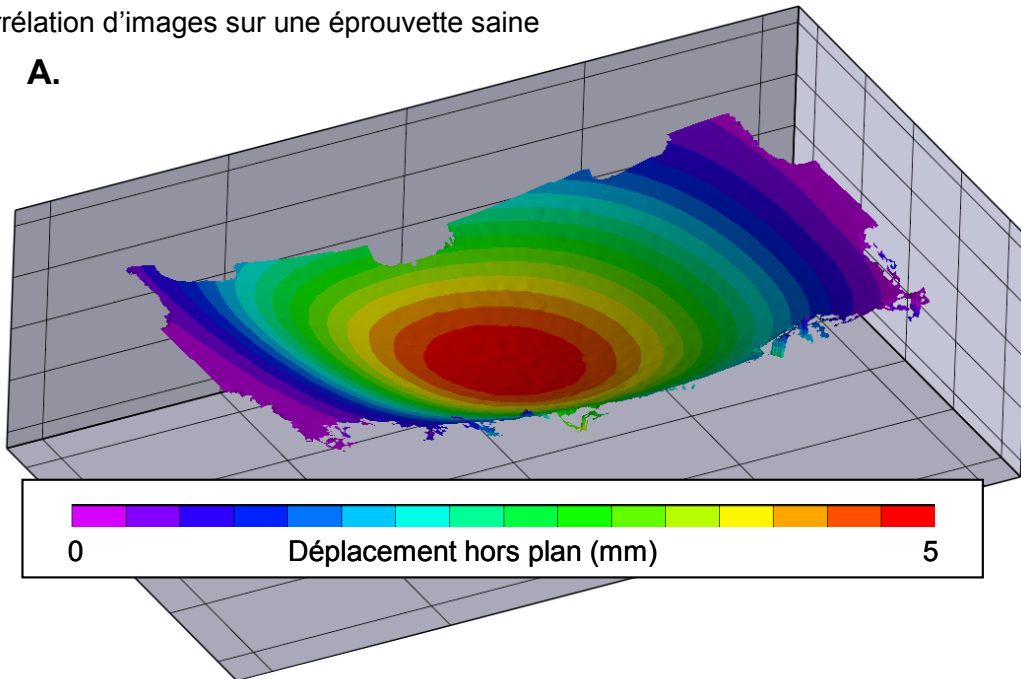 rrélation d’images sur une éprouvette saine
A.
0 Déplacement hors plan (mm) 5